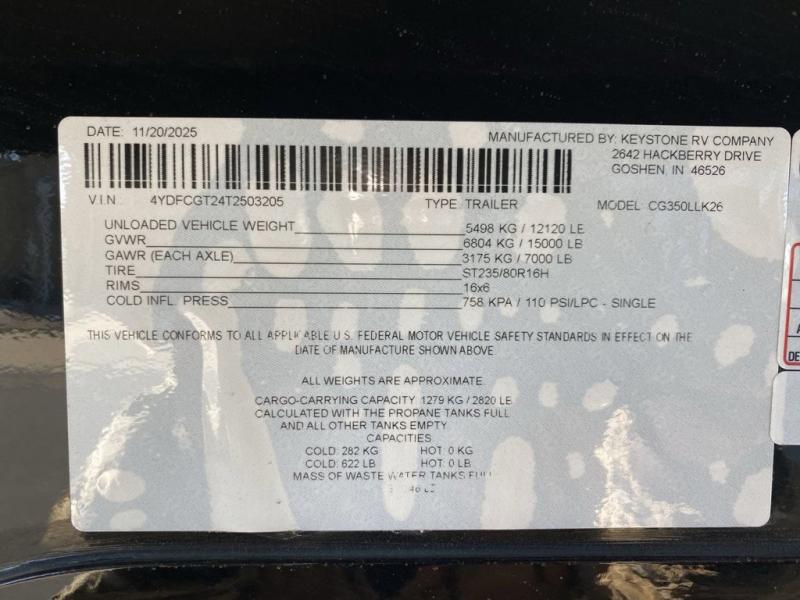 DATE: 11/20/2025
MANUFACTURED BY: KEYSTONE RV COMPANY
2642 HACKBERRY DRIVE
GOSHEN, IN 46526
V.I.N. 4YDFCGT24T2503205 TYPE: TRAILER MODEL: CG350LLK26
UNLOADED VEHICLE WEIGHT 5498 KG / 12120 LB
GVWR 6804 KG / 15000 LB
GAWR (EACH AXLE) 3175 KG / 7000 LB
TIRE ST235/80R16H
RIMS 16x6
COLD INFL. PRESS 758 KPA / 110 PSI/LPC - SINGLE
THIS VEHICLE CONFORMS TO ALL APPLICABLE U.S. FEDERAL MOTOR VEHICLE SAFETY STANDARDS IN EFFECT ON THE
DATE OF MANUFACTURE SHOWN ABOVE
ALL WEIGHTS ARE APPROXIMATE.
CARGO-CARRYING CAPACITY 1279 KG / 2820 LB
CALCULATED WITH THE PROPANE TANKS FULL
AND ALL OTHER TANKS EMPTY
CAPACITIES
COLD: 282 KG HOT: 0 KG
COLD: 622 LB HOT: 0 LB
MASS OF WASTE WATER TANKS FULL